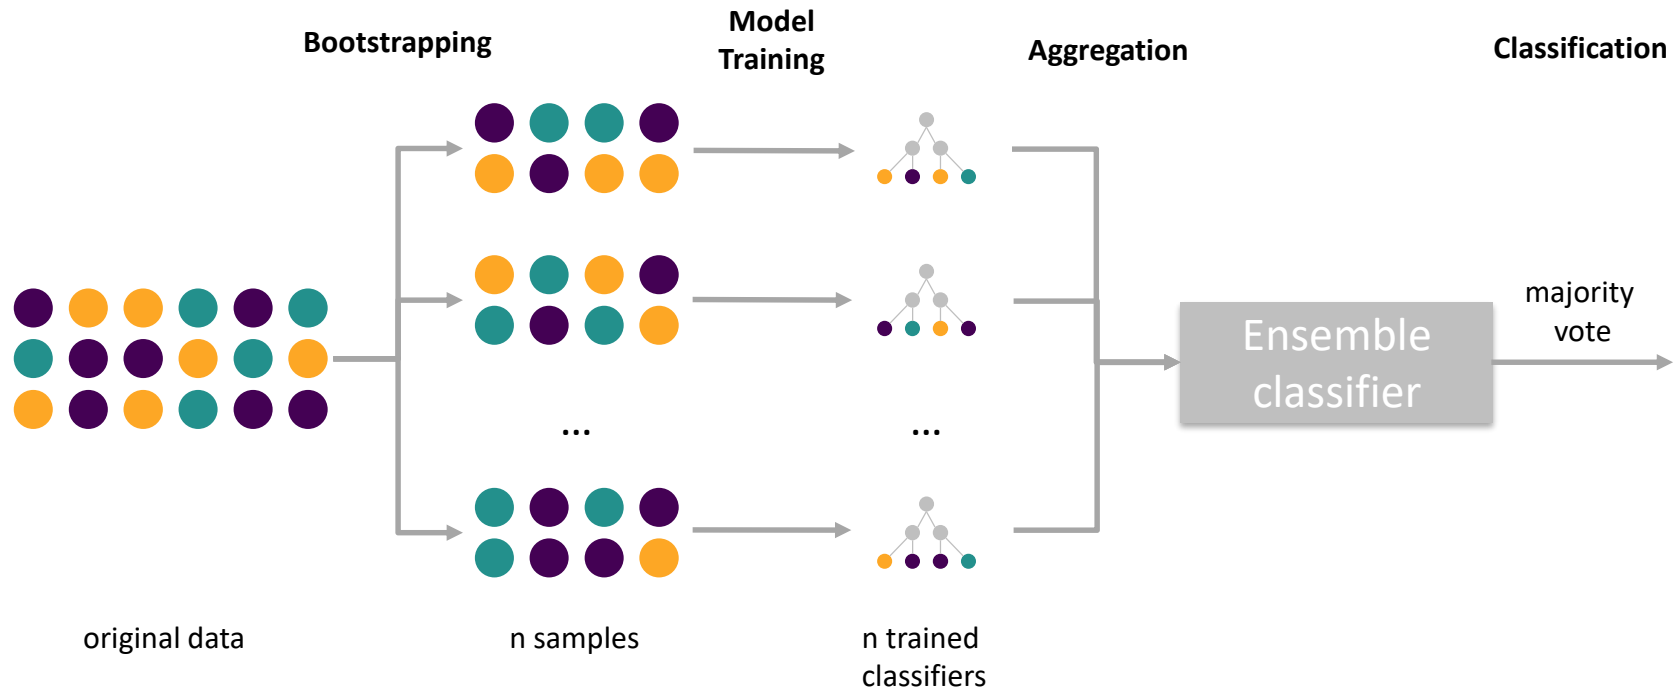 Bootstrapping
Model
Training
Aggregation
Classification
majority
vote
Ensemble
classifier
...
...
original data
n samples
n trained
classifiers